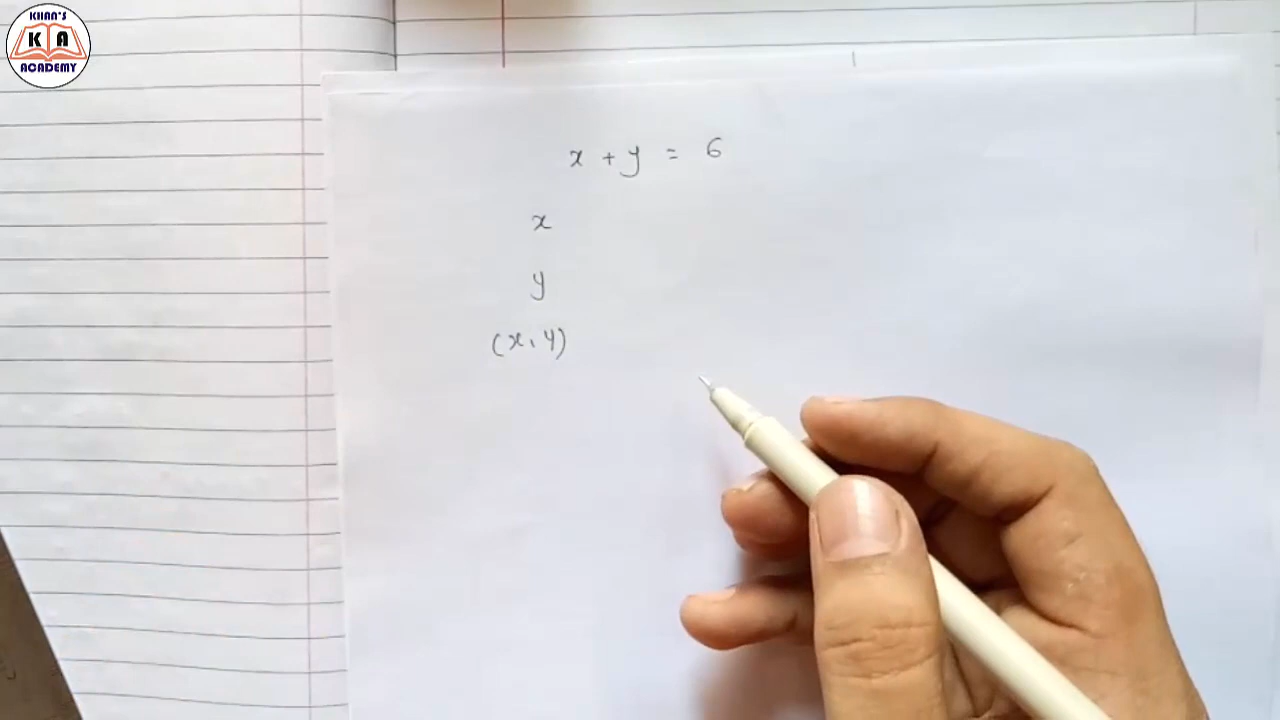 KHAN'S
K A
ACADEMY
x + y = 6
x
y
(x, y)